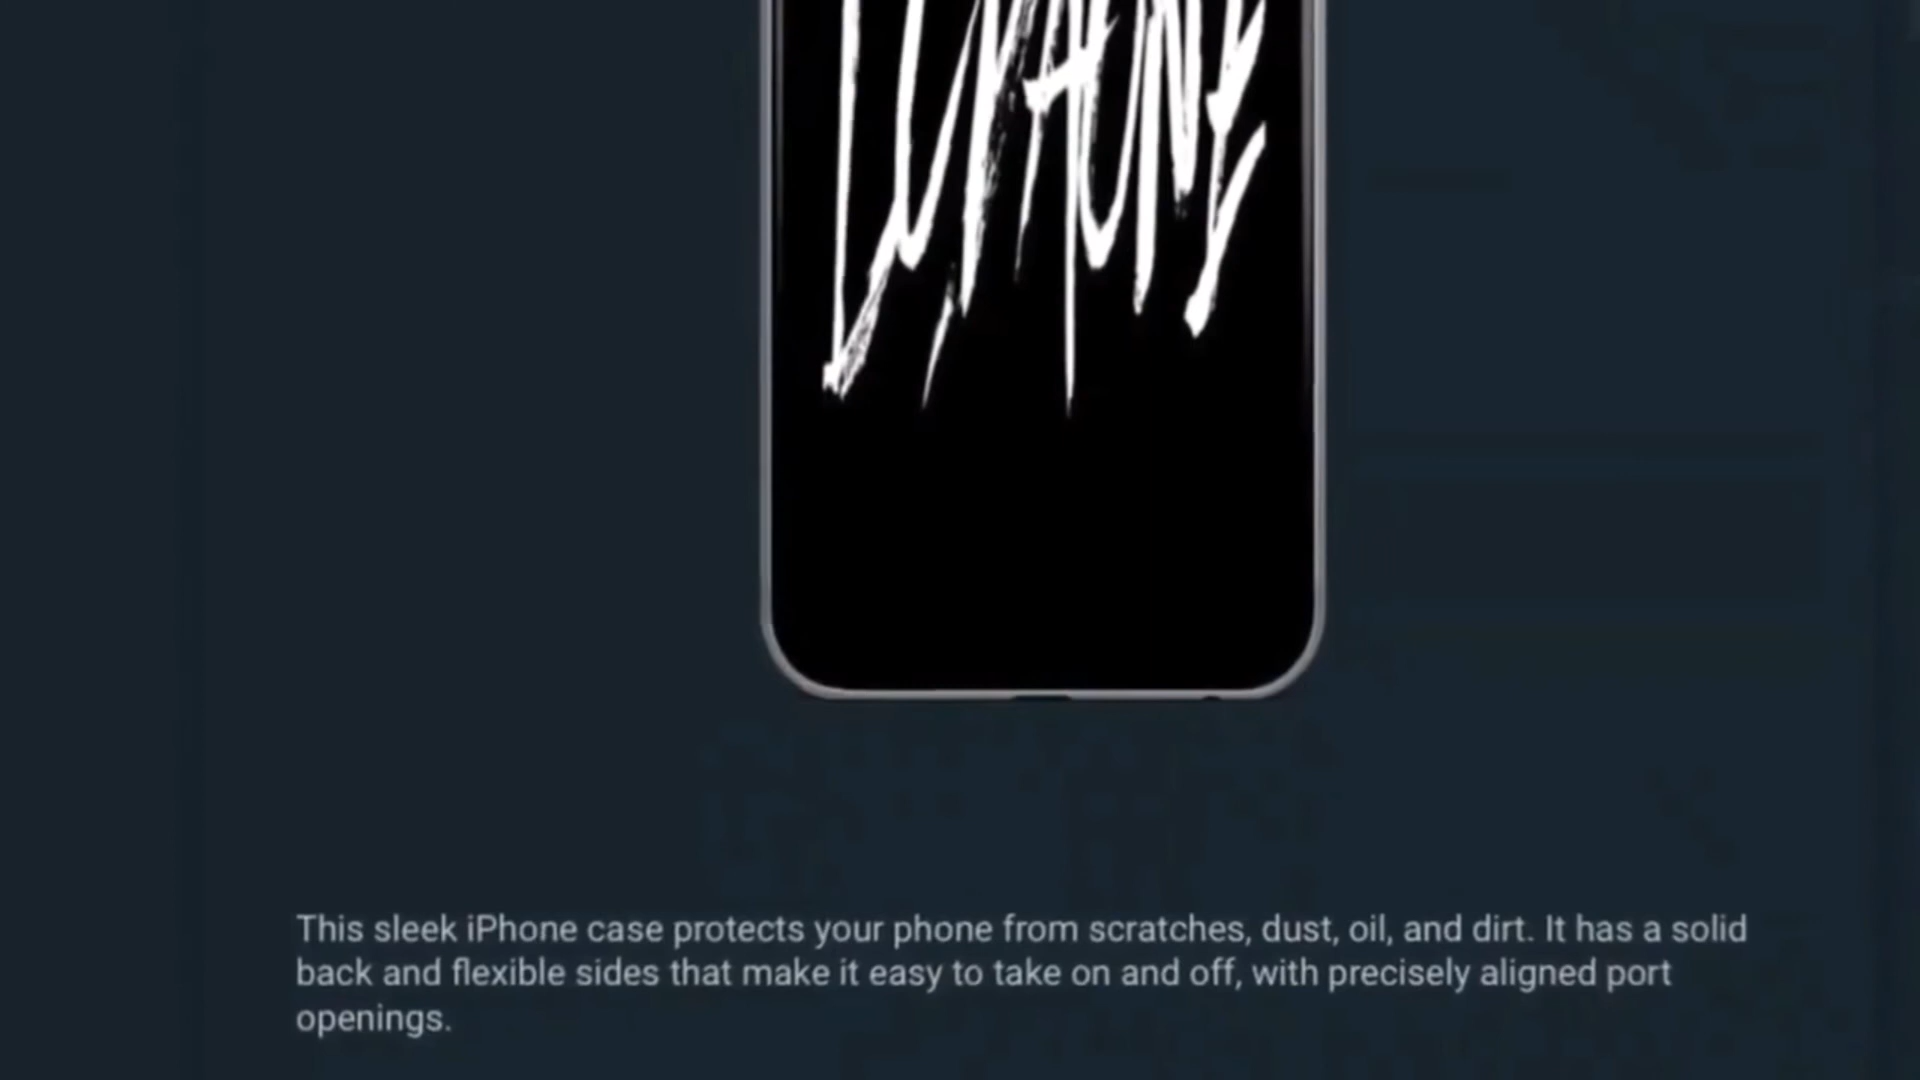 This sleek iPhone case protects your phone from scratches, dust, oil, and dirt. It has a solid
back and flexible sides that make it easy to take on and off, with precisely aligned port
openings.